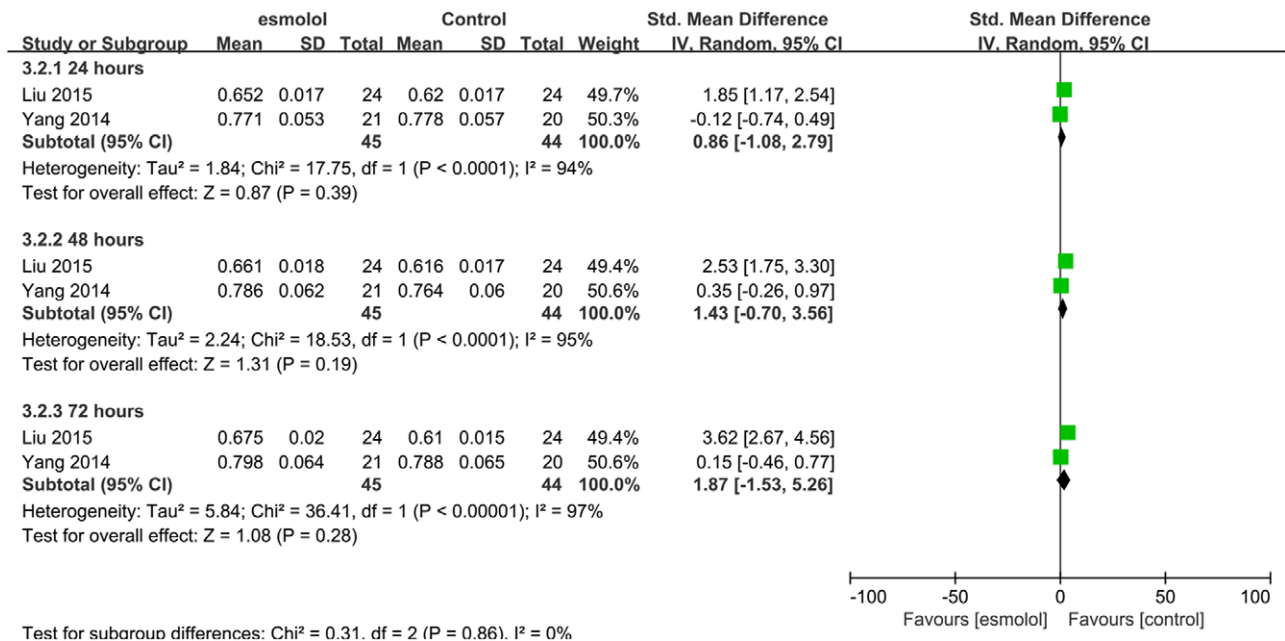 esmolol Control Std. Mean Difference Std. Mean Difference
Study or Subgroup Mean SD Total Mean SD Total Weight IV, Random, 95% CI IV, Random, 95% CI
3.2.1 24 hours
Liu 2015 0.652 0.017 24 0.62 0.017 24 49.7% 1.85 [1.17, 2.54]
Yang 2014 0.771 0.053 21 0.778 0.057 20 50.3% -0.12 [-0.74, 0.49]
Subtotal (95% CI) 45 44 100.0% 0.86 [-1.08, 2.79]
Heterogeneity: Tau² = 1.84; Chi² = 17.75, df = 1 (P < 0.0001); I² = 94%
Test for overall effect: Z = 0.87 (P = 0.39)
3.2.2 48 hours
Liu 2015 0.661 0.018 24 0.616 0.017 24 49.4% 2.53 [1.75, 3.30]
Yang 2014 0.786 0.062 21 0.764 0.06 20 50.6% 0.35 [-0.26, 0.97]
Subtotal (95% CI) 45 44 100.0% 1.43 [-0.70, 3.56]
Heterogeneity: Tau² = 2.24; Chi² = 18.53, df = 1 (P < 0.0001); I² = 95%
Test for overall effect: Z = 1.31 (P = 0.19)
3.2.3 72 hours
Liu 2015 0.675 0.02 24 0.61 0.015 24 49.4% 3.62 [2.67, 4.56]
Yang 2014 0.798 0.064 21 0.788 0.065 20 50.6% 0.15 [-0.46, 0.77]
Subtotal (95% CI) 45 44 100.0% 1.87 [-1.53, 5.26]
Heterogeneity: Tau² = 5.84; Chi² = 36.41, df = 1 (P < 0.00001); I² = 97%
Test for overall effect: Z = 1.08 (P = 0.28)
-100 -50 0 50 100
Favours [esmolol] Favours [control]
Test for subgroup differences: Chi² = 0.31, df = 2 (P = 0.86), I² = 0%